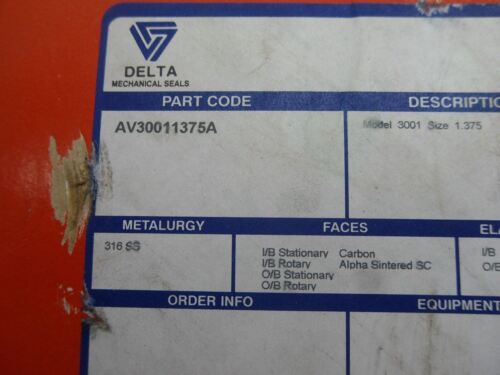 DELTA
MECHANICAL SEALS
PART CODE
DESCRIPTIO
AV30011375A
Model 3001 Size 1.375
METALURGY
FACES
ELA
316 SS
I/B Stationary Carbon
I/B
I/B Rotary Alpha Sintered SC
O/B
O/B Stationary
O/B Rotary
ORDER INFO
EQUIPMENT